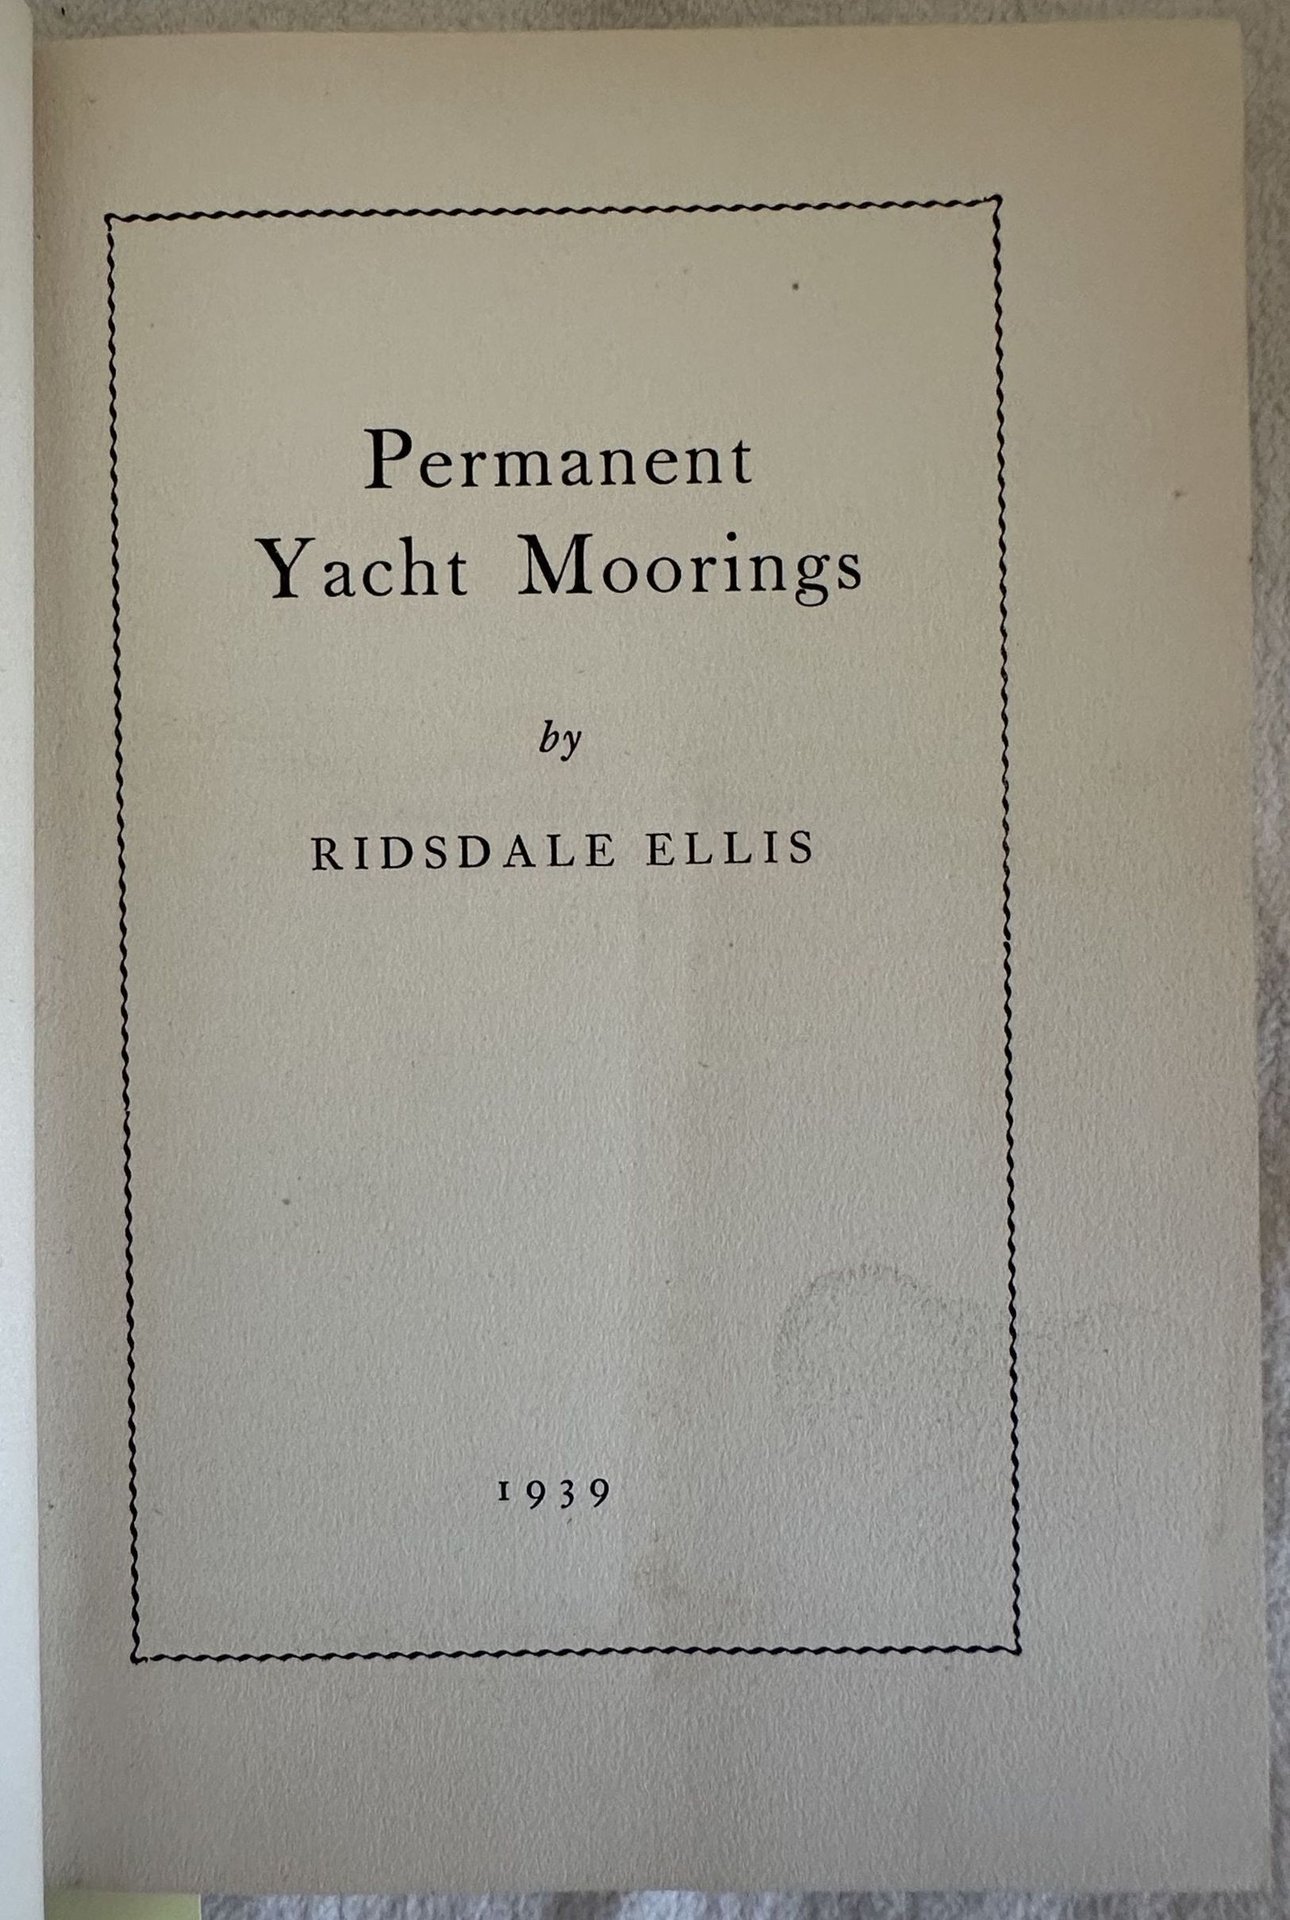 Permanent
Yacht Moorings
by
RIDSDALE ELLIS
1939